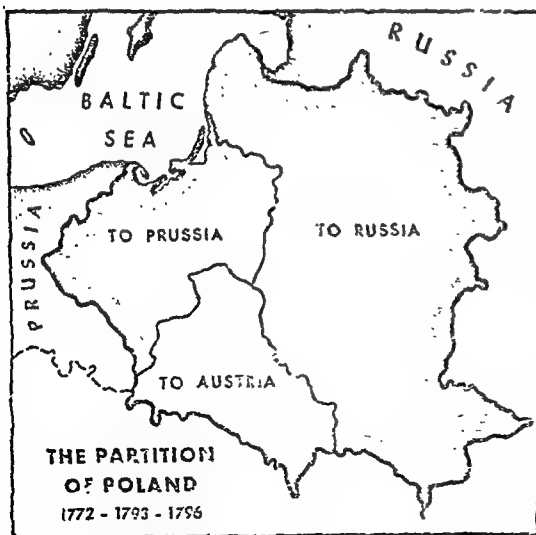 RUSSIA
BALTIC
SEA
PRUSSIA
TO PRUSSIA
TO RUSSIA
TO AUSTRIA
THE PARTITION
OF POLAND
1772 - 1793 - 1796